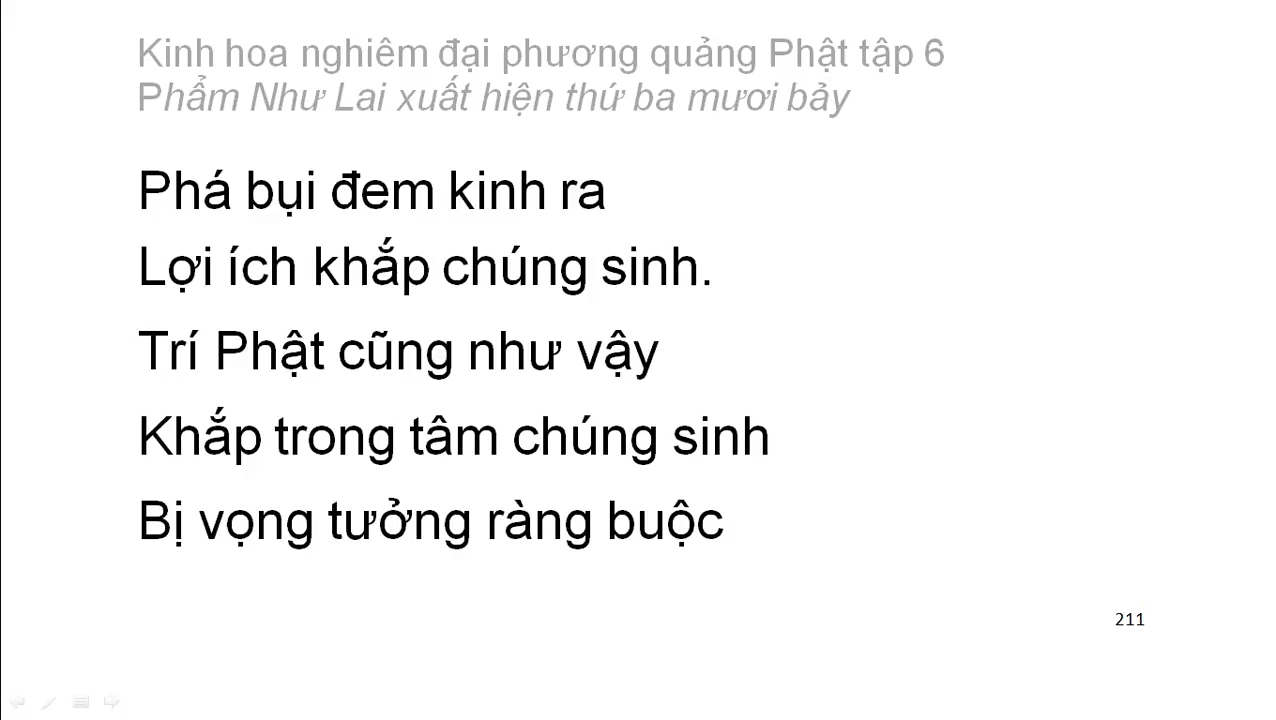 Kinh hoa nghiêm đại phương quảng Phật tập 6
Phẩm Như Lai xuất hiện thứ ba mươi bảy
Phá bụi đem kinh ra
Lợi ích khắp chúng sinh.
Trí Phật cũng như vậy
Khắp trong tâm chúng sinh
Bị vọng tưởng ràng buộc
211